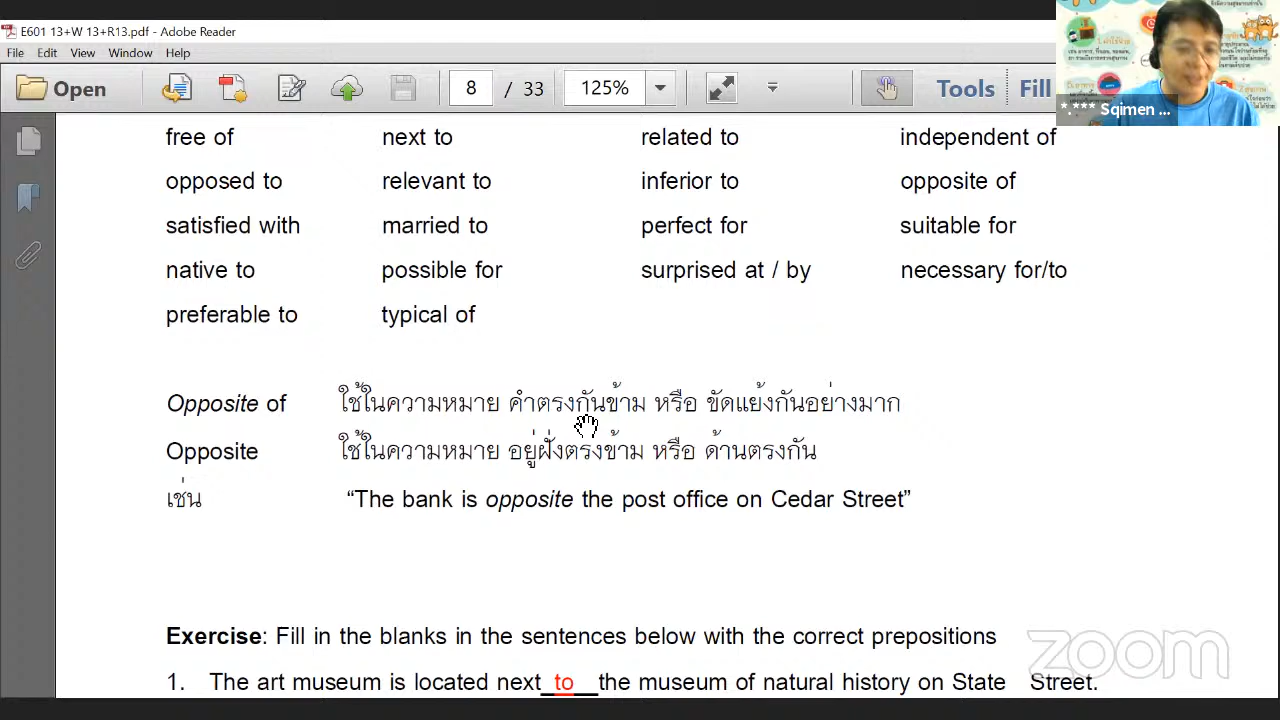 E601 13+W 13+R13.pdf - Adobe Reader
File Edit View Window Help
Open 8 / 33 125% Tools Fill
* *** Sqimen ...
free of next to related to independent of
opposed to relevant to inferior to opposite of
satisfied with married to perfect for suitable for
native to possible for surprised at / by necessary for/to
preferable to typical of
Opposite of ใช้ในความหมาย คำตรงกันข้าม หรือ ขัดแย้งกันอย่างมาก
Opposite ใช้ในความหมาย อยู่ฝั่งตรงข้าม หรือ ด้านตรงกัน
เช่น “The bank is opposite the post office on Cedar Street”
Exercise: Fill in the blanks in the sentences below with the correct prepositions
zoom
1. The art museum is located next to the museum of natural history on State Street.